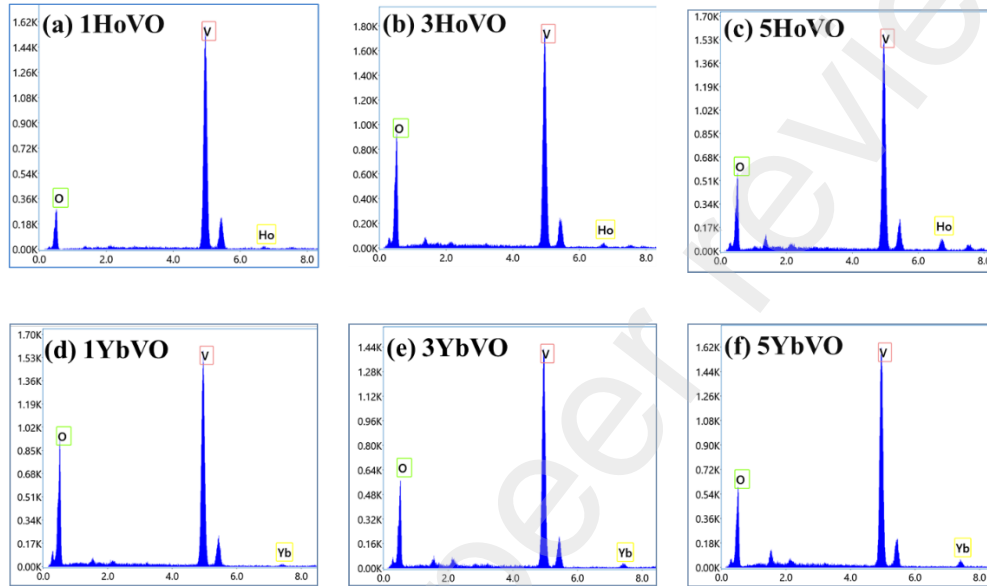 (a) 1HoVO
1.62K
1.44K
1.26K
1.08K
0.90K
0.72K
0.54K
0.36K
0.18K
0.00K
0.0 2.0 4.0 6.0 8.0
O
V
Ho
(b) 3HoVO
1.80K
1.60K
1.40K
1.20K
1.00K
0.80K
0.60K
0.40K
0.20K
0.00K
0.0 2.0 4.0 6.0 8.0
O
V
Ho
(c) 5HoVO
1.70K
1.53K
1.36K
1.19K
1.02K
0.85K
0.68K
0.51K
0.34K
0.17K
0.00K
0.0 2.0 4.0 6.0 8.0
O
V
Ho
(d) 1YbVO
1.70K
1.53K
1.36K
1.19K
1.02K
0.85K
0.68K
0.51K
0.34K
0.17K
0.00K
0.0 2.0 4.0 6.0 8.0
O
V
Yb
(e) 3YbVO
1.44K
1.28K
1.12K
0.96K
0.80K
0.64K
0.48K
0.32K
0.16K
0.00K
0.0 2.0 4.0 6.0 8.0
O
V
Yb
(f) 5YbVO
1.62K
1.44K
1.26K
1.08K
0.90K
0.72K
0.54K
0.36K
0.18K
0.00K
0.0 2.0 4.0 6.0 8.0
O
V
Yb
peer revie